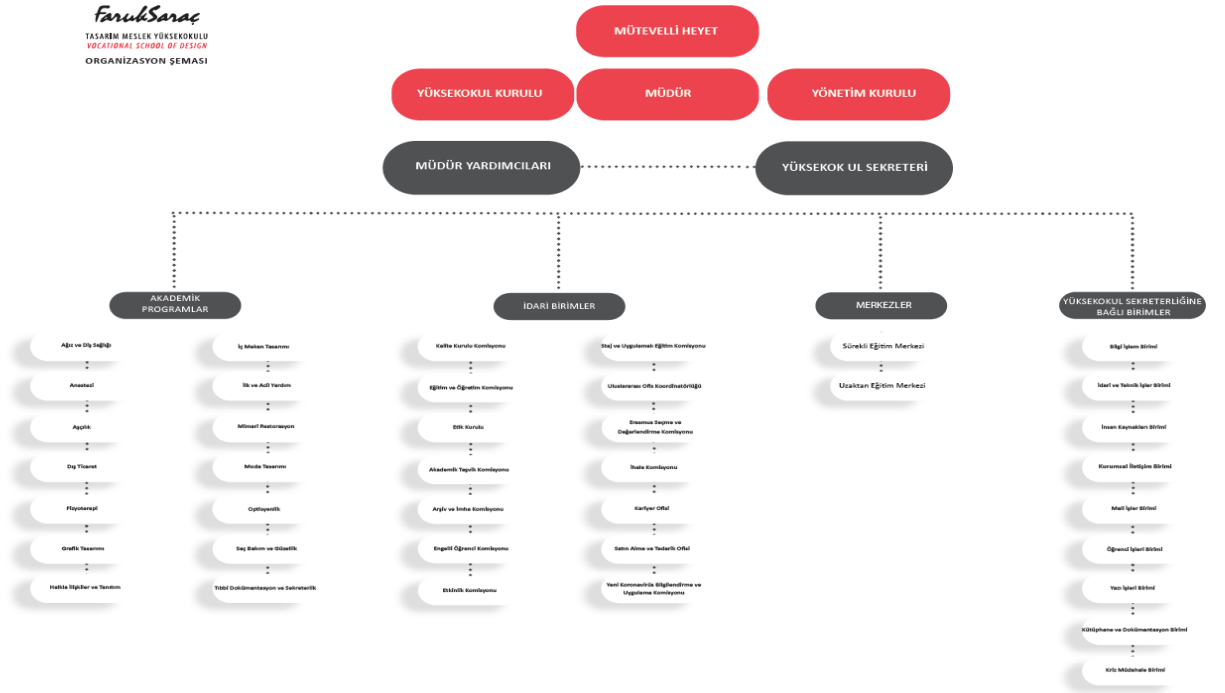 FarukSaraç
TASARIM MESLEK YÜKSEKOKULU
VOCATIONAL SCHOOL OF DESIGN
ORGANİZASYON ŞEMASI
MÜTEVELLİ HEYET
YÜKSEKOKUL KURULU
MÜDÜR
YÖNETİM KURULU
MÜDÜR YARDIMCILARI
YÜKSEKOK UL SEKRETERİ
AKADEMİK
PROGRAMLAR
Ağız ve Diş Sağlığı
Anestezi
Aşçılık
Dış Ticaret
Fizyoterapi
Grafik Tasarımı
Halkla İlişkiler ve Tanıtım
İç Mekan Tasarımı
İlk ve Acil Yardım
Mimari Restorasyon
Moda Tasarımı
Optisyenlik
Saç Bakım ve Güzellik
Tıbbi Dokümantasyon ve Sekreterlik
İDARİ BİRİMLER
Kalite Kurulu Komisyonu
Eğitim ve Öğretim Komisyonu
Etik Kurulu
Akademik Teşvik Komisyonu
Arşiv ve İmha Komisyonu
Engelli Öğrenci Komisyonu
Etkinlik Komisyonu
Staj ve Uygulamalı Eğitim Komisyonu
Uluslararası Ofis Koordinatörlüğü
Erasmus Seçme ve
Değerlendirme Komisyonu
İhale Komisyonu
Kariyer Ofisi
Satın Alma ve Tedarik Ofisi
Yeni Koronavirüs Bilgilendirme ve
Uygulama Komisyonu
MERKEZLER
Sürekli Eğitim Merkezi
Uzaktan Eğitim Merkezi
YÜKSEKOKUL SEKRETERLİĞİNE
BAĞLI BİRİMLER
Bilgi İşlem Birimi
İdari ve Teknik İşler Birimi
İnsan Kaynakları Birimi
Kurumsal İletişim Birimi
Mali İşler Birimi
Öğrenci İşleri Birimi
Yazı İşleri Birimi
Kütüphane ve Dokümantasyon Birimi
Kriz Müdahale Birimi